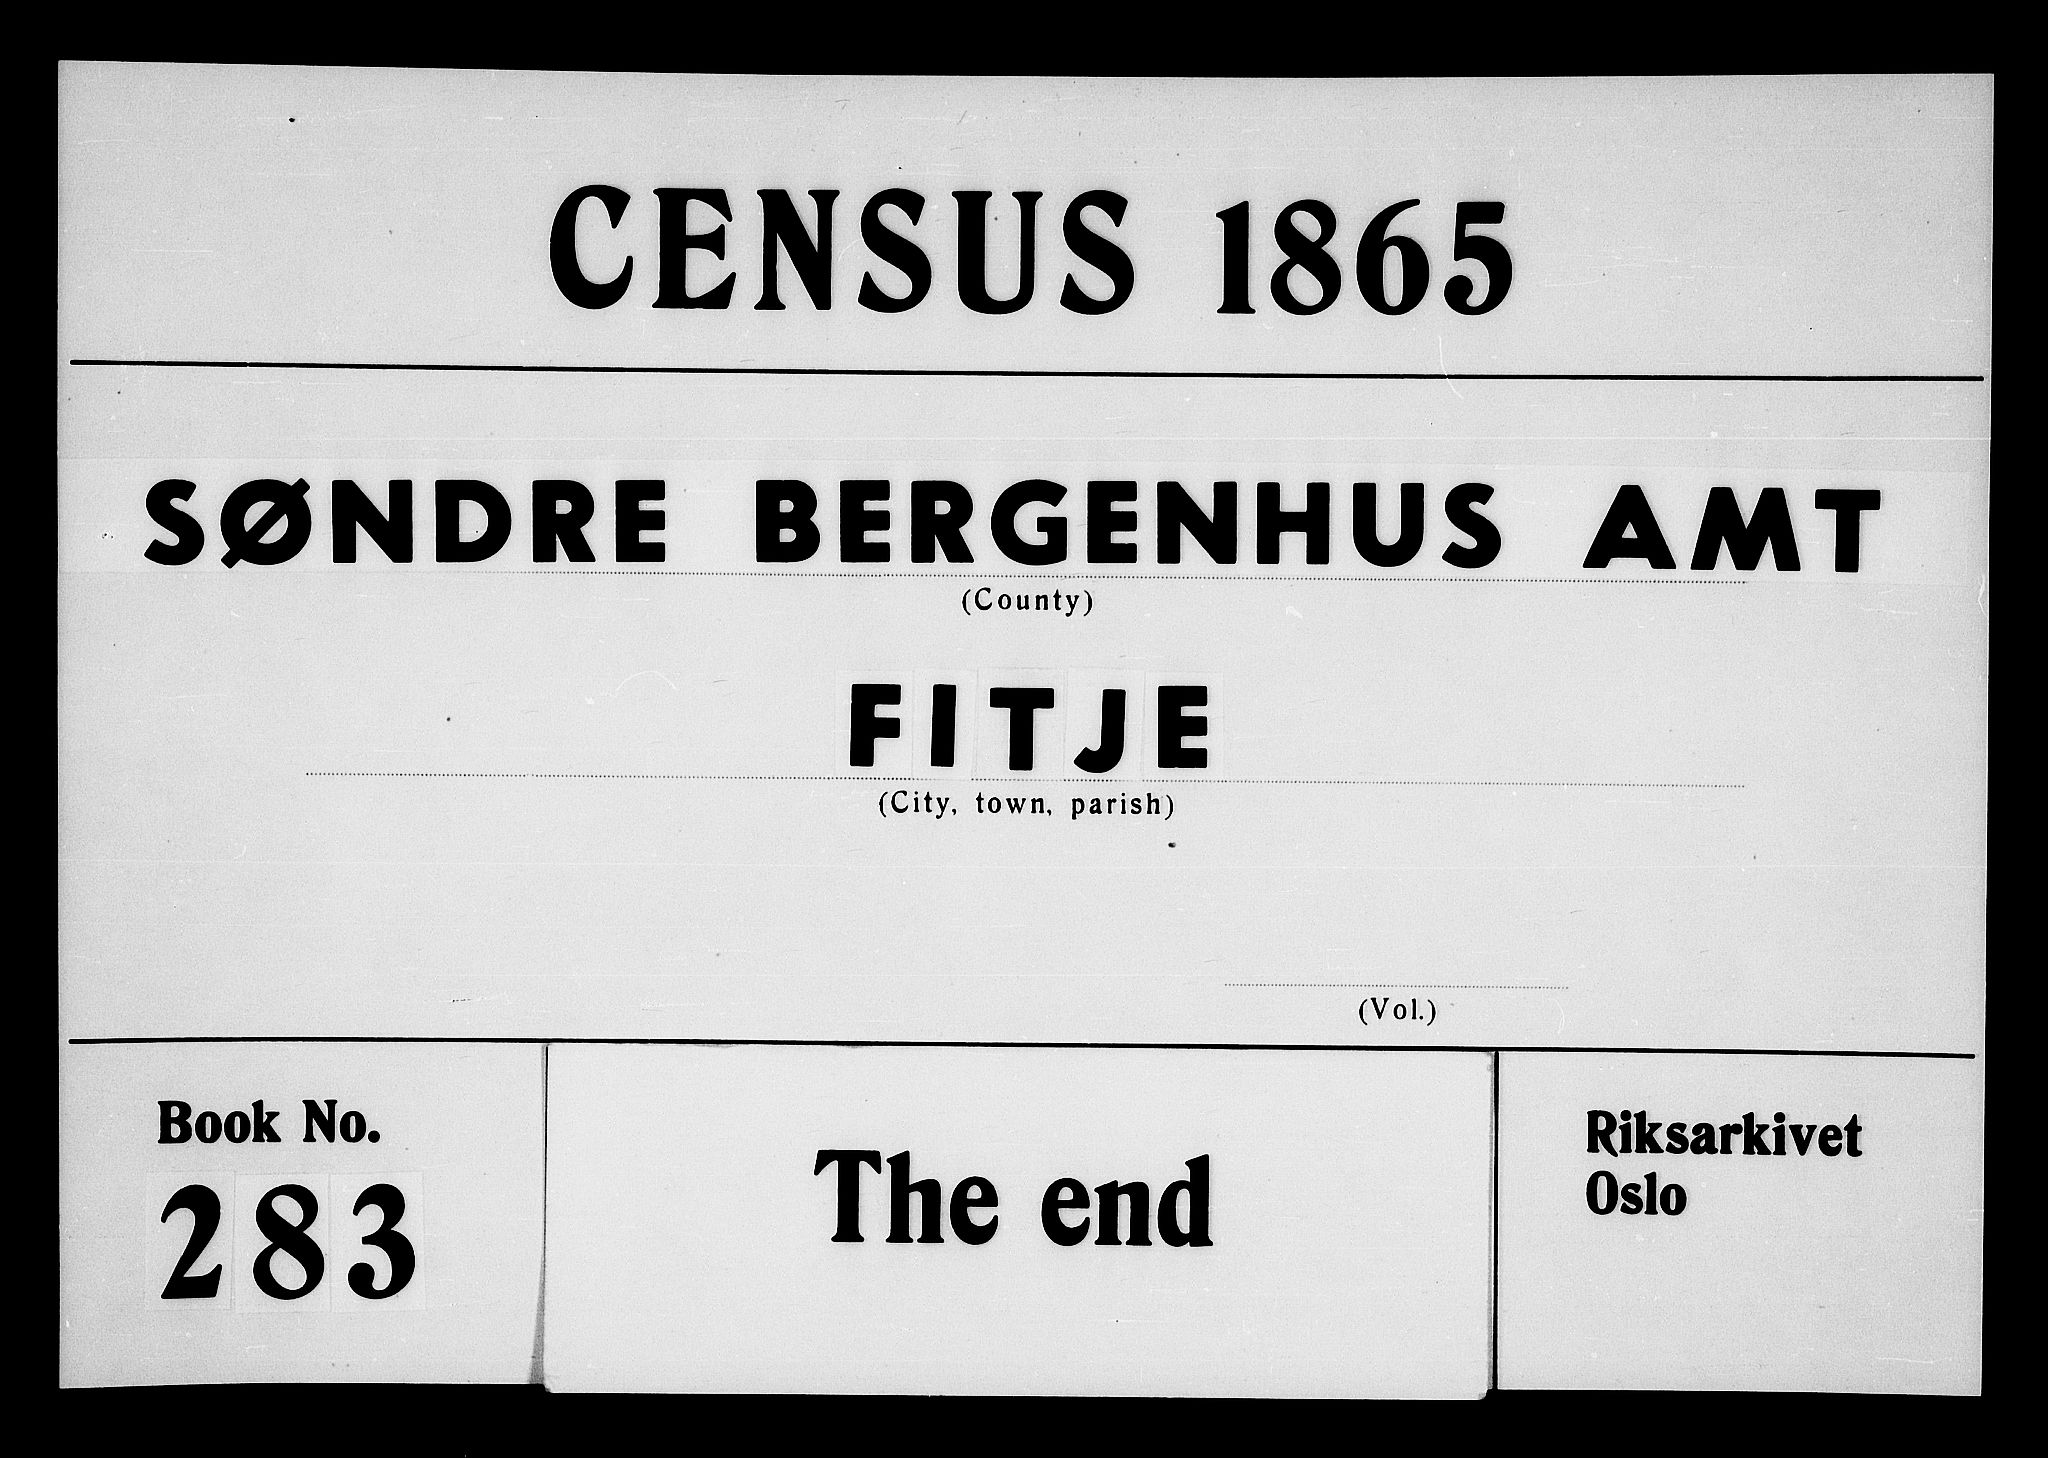 CENSUS 1865
SØNDRE BERGENHUS AMT
(County)
FITJE
(City, town, parish)
(Vol.)
Book No.
283
The end
Riksarkivet
Oslo